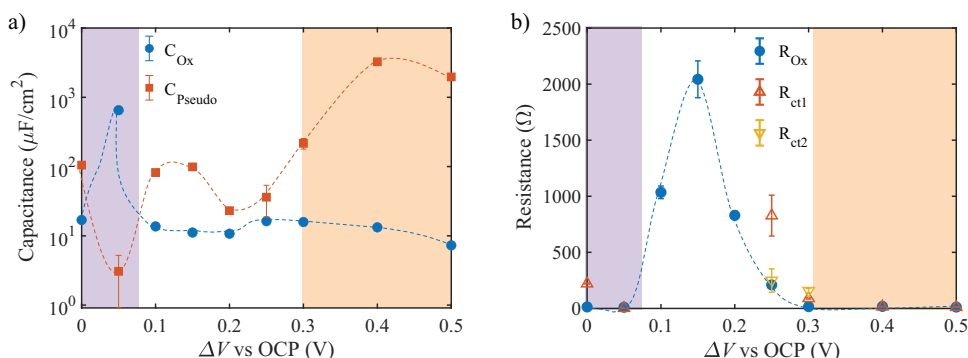 a)
10^4
10^3
10^2
10^1
10^0
Capacitance (μF/cm^2)
C_Ox
C_Pseudo
0 0.1 0.2 0.3 0.4 0.5
ΔV vs OCP (V)
b)
2500
2000
1500
1000
500
0
Resistance (Ω)
R_Ox
R_ct1
R_ct2
0 0.1 0.2 0.3 0.4 0.5
ΔV vs OCP (V)